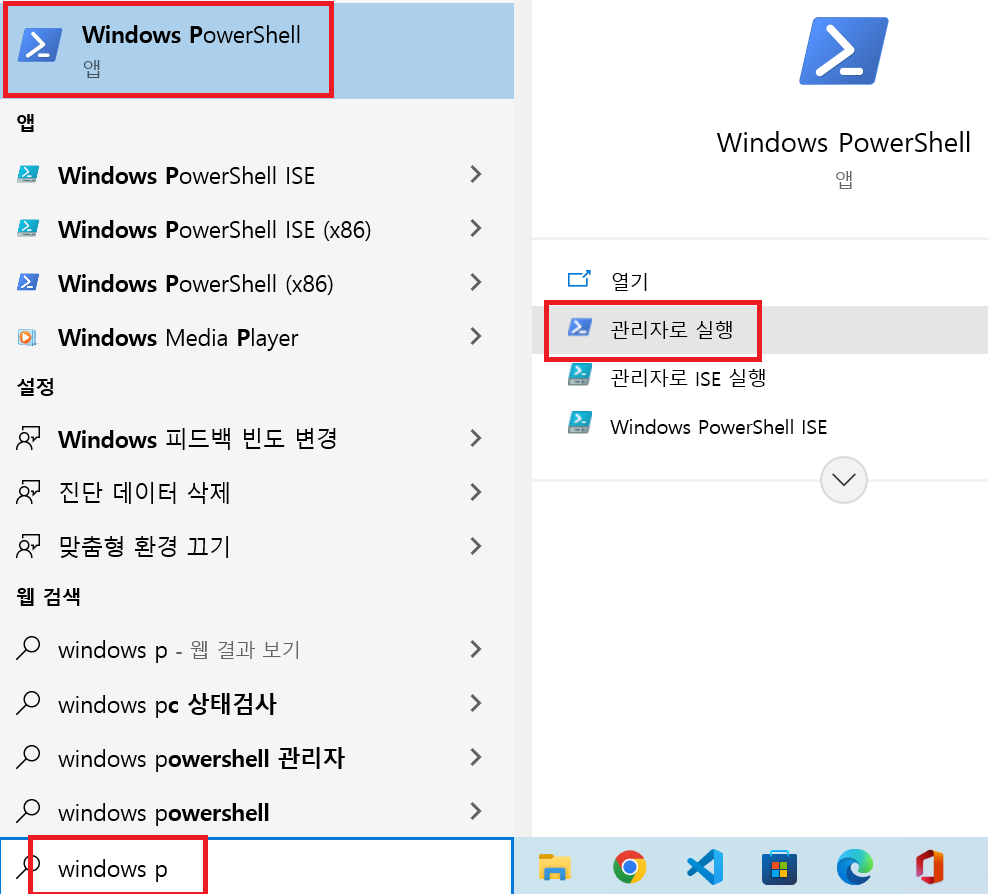 Windows PowerShell
앱
앱
Windows PowerShell ISE
Windows PowerShell ISE (x86)
Windows PowerShell (x86)
Windows Media Player
설정
Windows 피드백 빈도 변경
진단 데이터 삭제
맞춤형 환경 끄기
웹 검색
windows p - 웹 결과 보기
windows pc 상태검사
windows powershell 관리자
windows powershell
windows p
Windows PowerShell
앱
열기
관리자로 실행
관리자로 ISE 실행
Windows PowerShell ISE